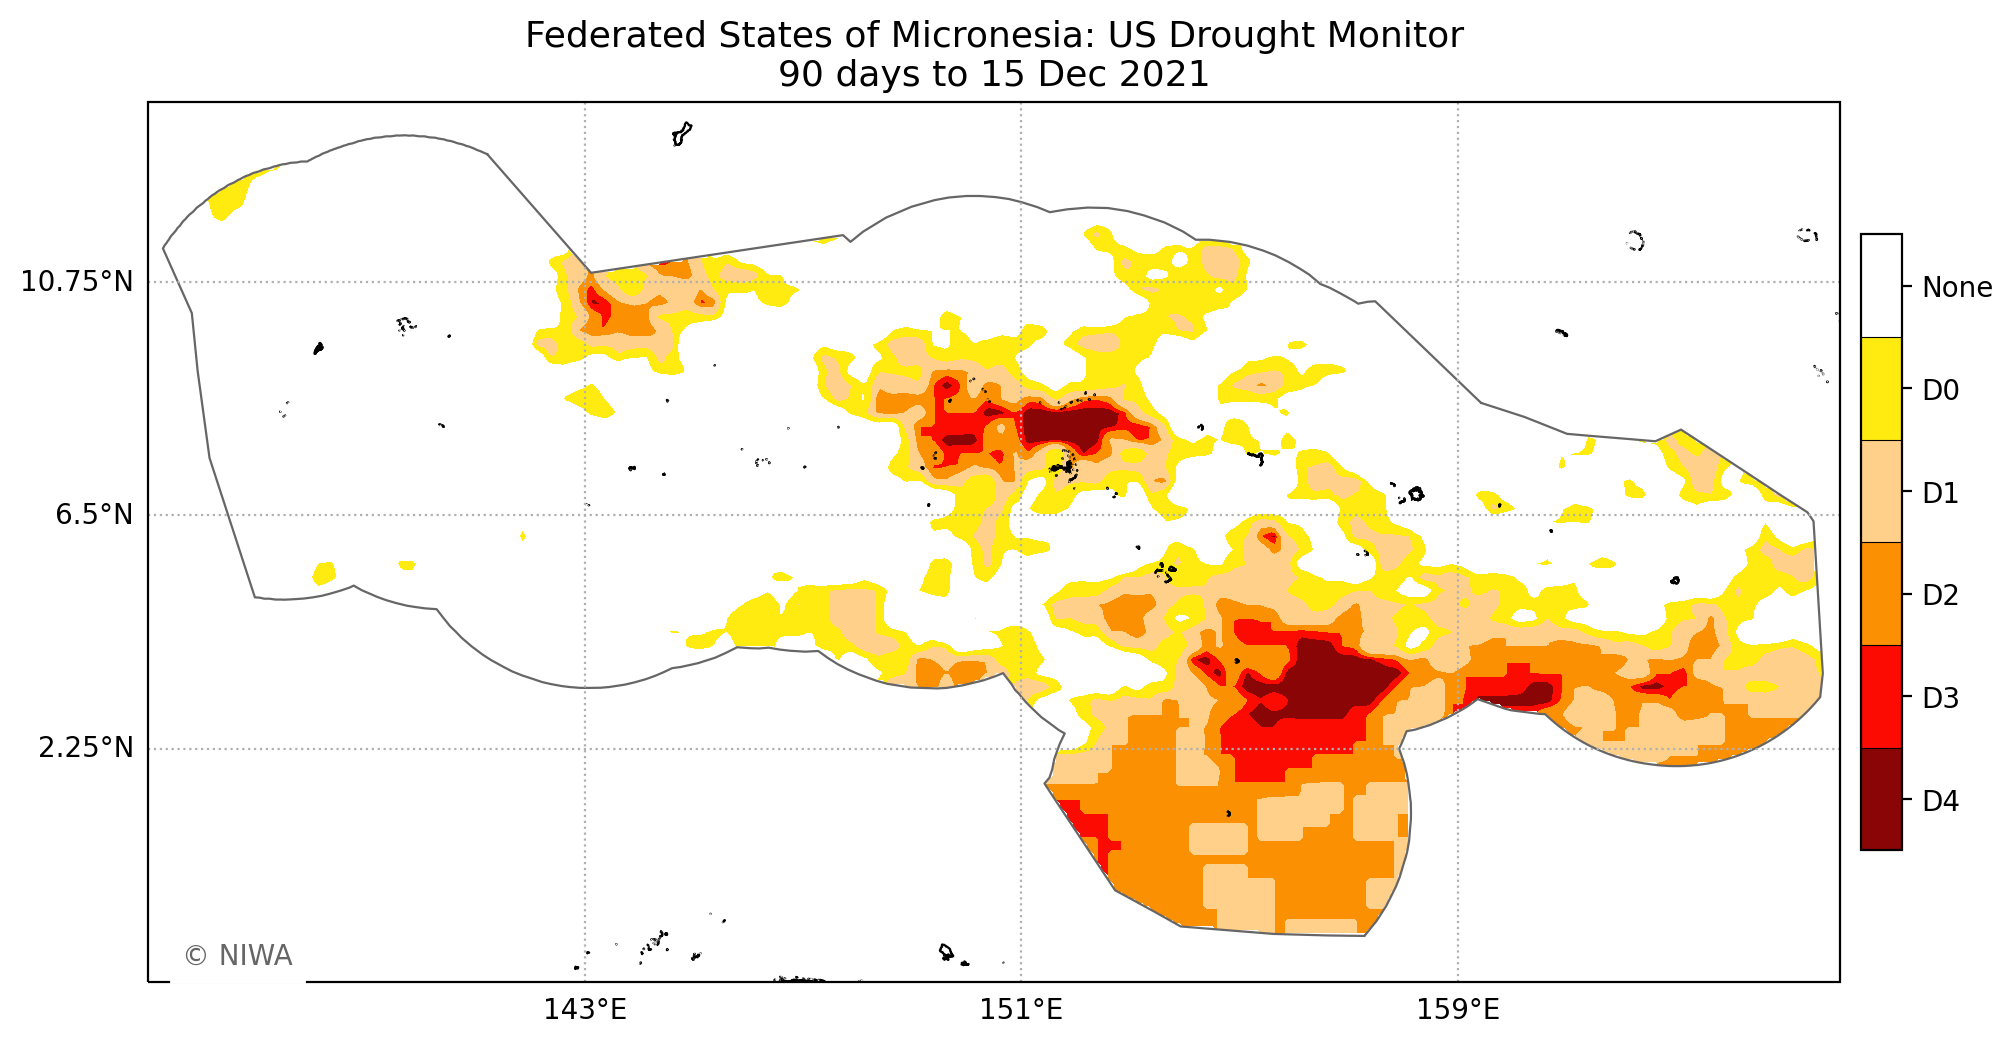 Federated States of Micronesia: US Drought Monitor
90 days to 15 Dec 2021
10.75°N
6.5°N
2.25°N
143°E
151°E
159°E
None
D0
D1
D2
D3
D4
© NIWA